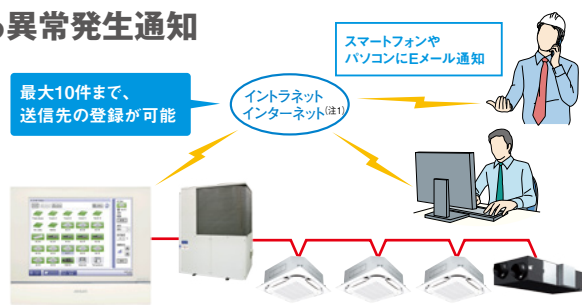 る異常発生通知
スマートフォンや
パソコンにEメール通知
最大10件まで、
送信先の登録が可能
イントラネット
インターネット(注1)